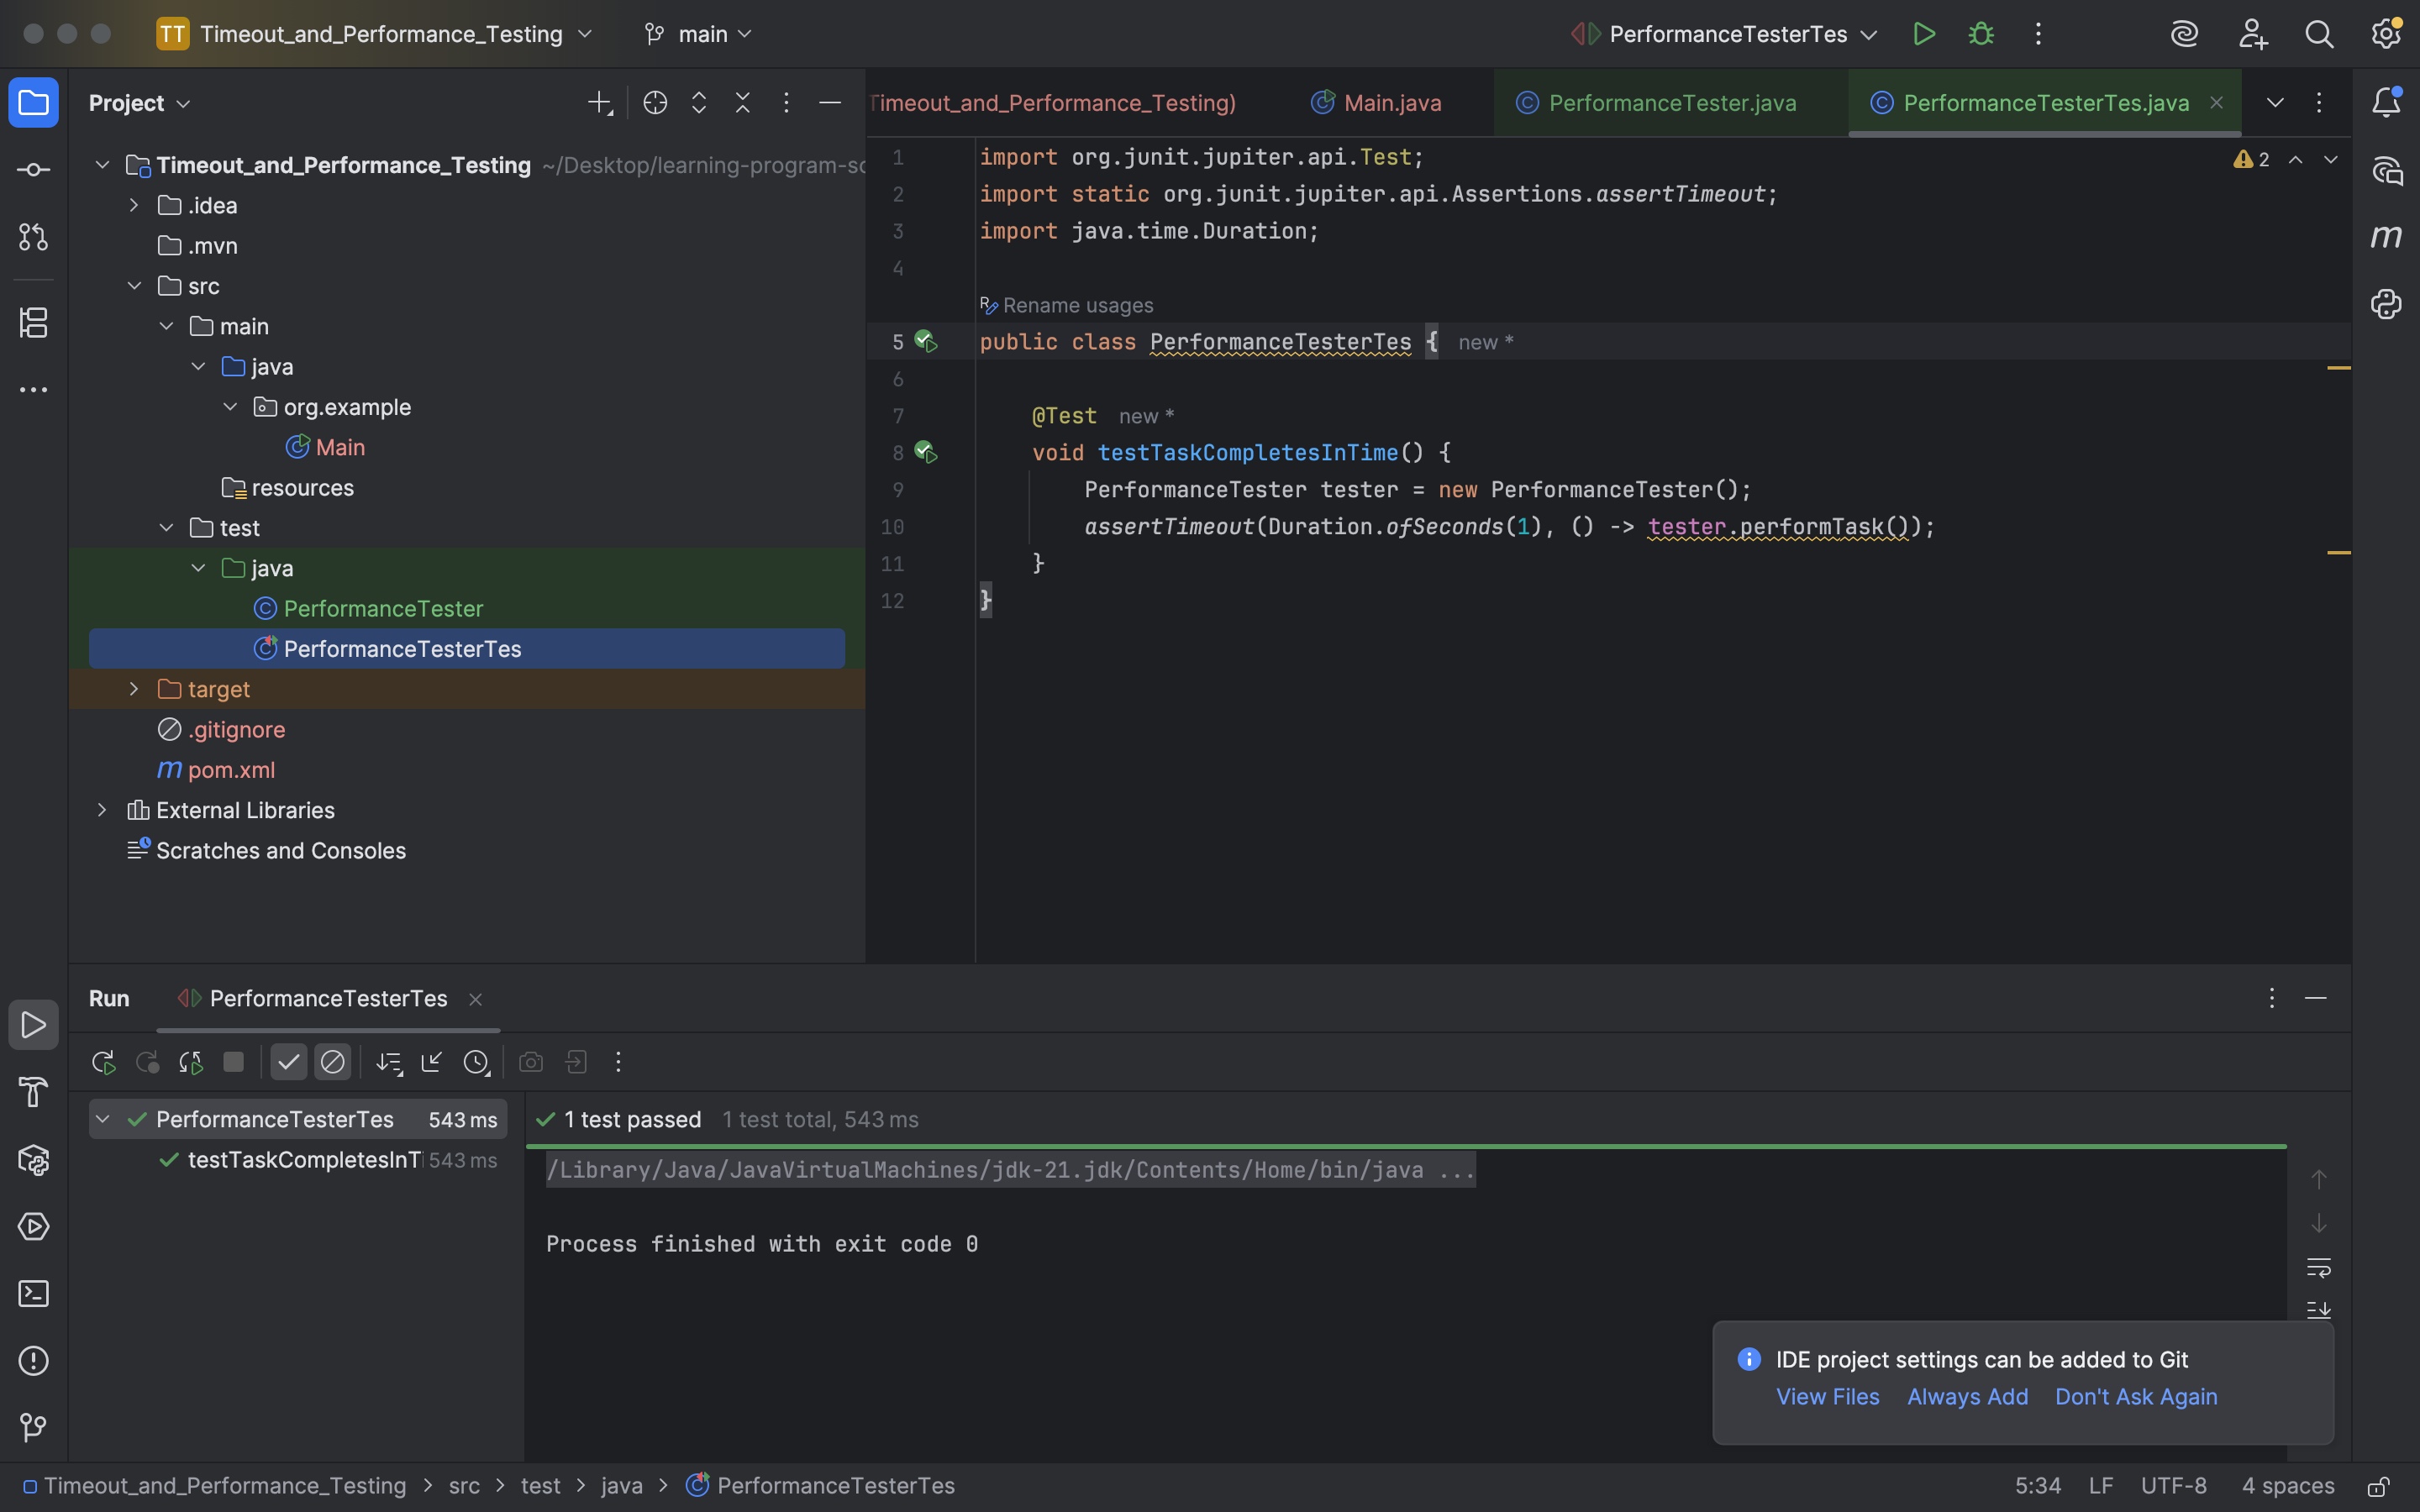 TT Timeout_and_Performance_Testing main PerformanceTesterTes
Project
Timeout_and_Performance_Testing) Main.java PerformanceTester.java PerformanceTesterTes.java
Timeout_and_Performance_Testing ~/Desktop/learning-program-so
.idea
.mvn
src
main
java
org.example
Main
resources
test
java
PerformanceTester
PerformanceTesterTes
target
.gitignore
m pom.xml
External Libraries
Scratches and Consoles
2
1 import org.junit.jupiter.api.Test;
2 import static org.junit.jupiter.api.Assertions.assertTimeout;
3 import java.time.Duration;
4
Rename usages
5 public class PerformanceTesterTes { new *
6
7 @Test new *
8 void testTaskCompletesInTime() {
9 PerformanceTester tester = new PerformanceTester();
10 assertTimeout(Duration.ofSeconds(1), () -> tester.performTask());
11 }
12 }
Run PerformanceTesterTes
PerformanceTesterTes 543 ms
testTaskCompletesInT 543 ms
1 test passed 1 test total, 543 ms
/Library/Java/JavaVirtualMachines/jdk-21.jdk/Contents/Home/bin/java ...
Process finished with exit code 0
IDE project settings can be added to Git
View Files Always Add Don't Ask Again
Timeout_and_Performance_Testing > src > test > java > PerformanceTesterTes 5:34 LF UTF-8 4 spaces